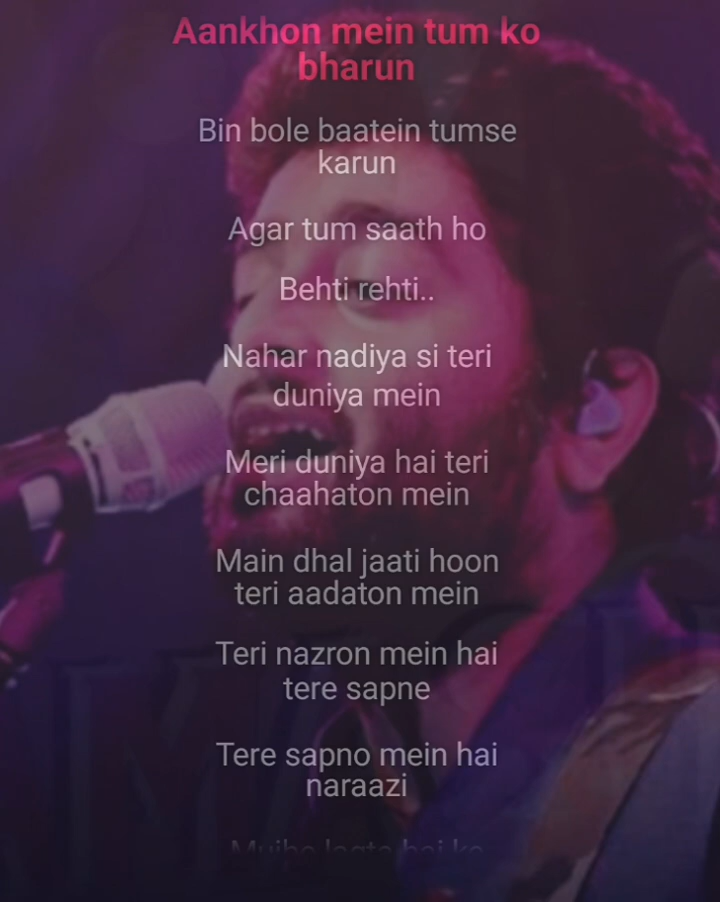 Aankhon mein tum ko
bharun
Bin bole baatein tumse
karun
Agar tum saath ho
Behti rehti..
Nahar nadiya si teri
duniya mein
Meri duniya hai teri
chaahaton mein
Main dhal jaati hoon
teri aadaton mein
Teri nazron mein hai
tere sapne
Tere sapno mein hai
naraazi